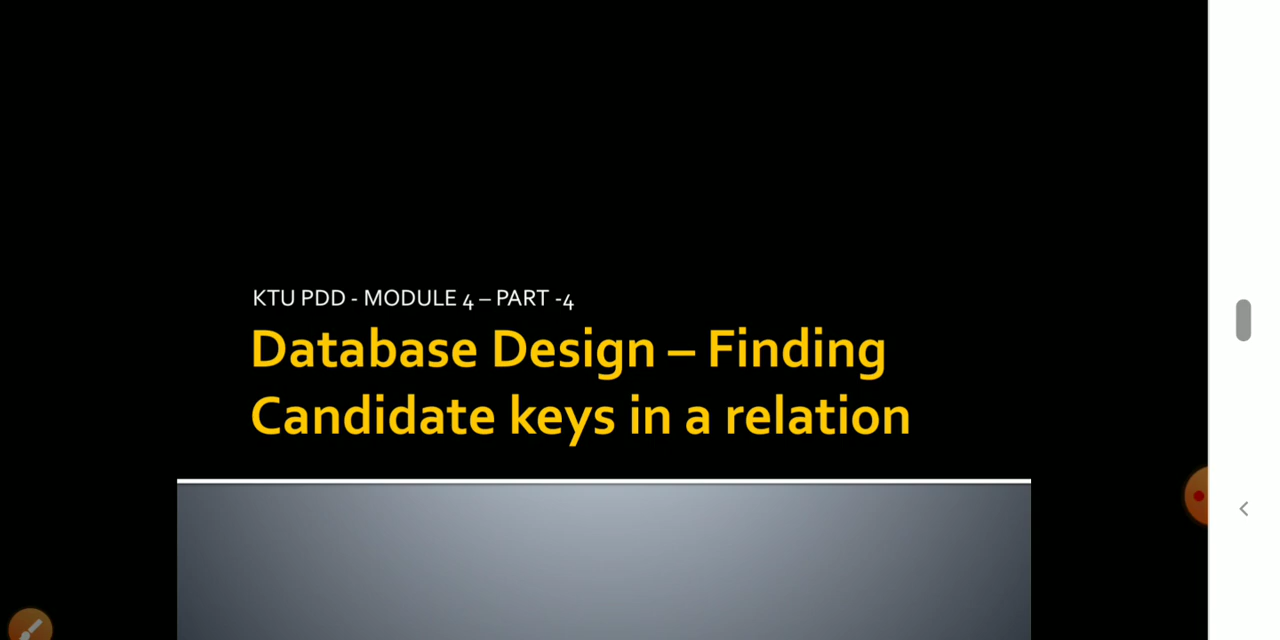 KTU PDD - MODULE 4 – PART -4
Database Design – Finding
Candidate keys in a relation